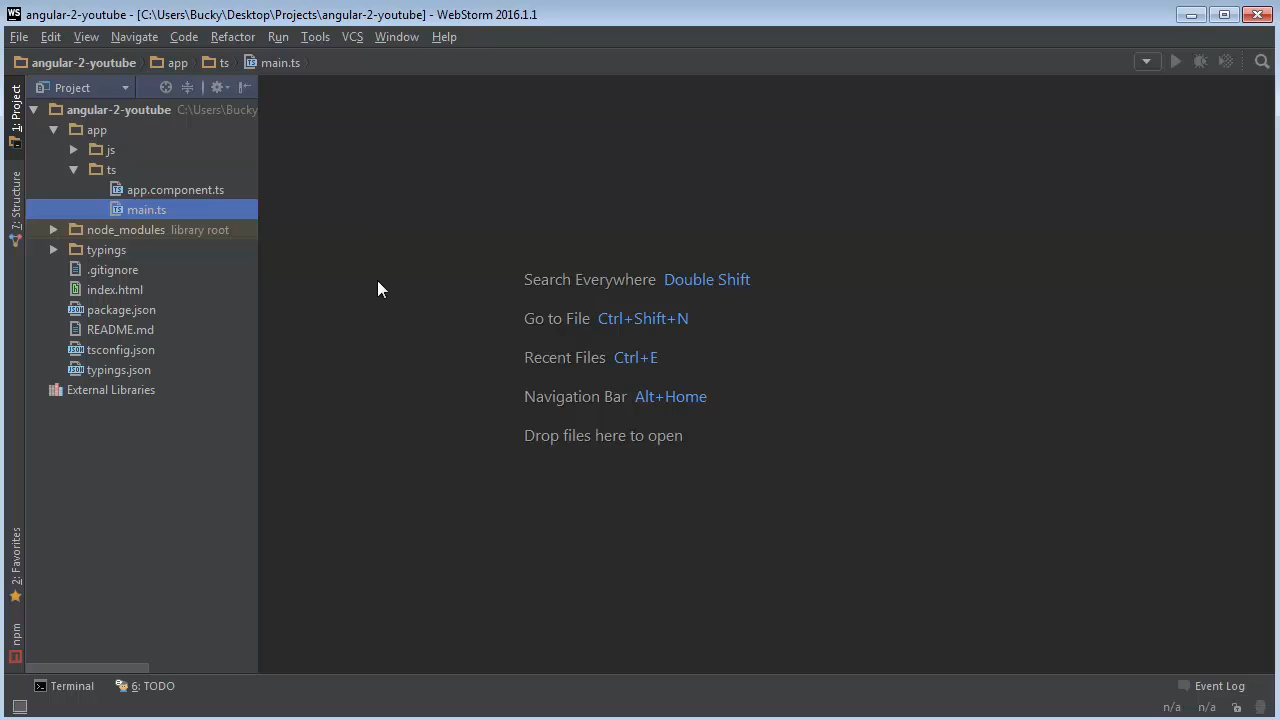 WS angular-2-youtube - [C:\Users\Bucky\Desktop\Projects\angular-2-youtube] - WebStorm 2016.1.1
File Edit View Navigate Code Refactor Run Tools VCS Window Help
angular-2-youtube app ts main.ts
1: Project
7: Structure
2: Favorites
npm
Project
angular-2-youtube C:\Users\Bucky
app
js
ts
app.component.ts
main.ts
node_modules library root
typings
.gitignore
index.html
package.json
README.md
tsconfig.json
typings.json
External Libraries
Search Everywhere Double Shift
Go to File Ctrl+Shift+N
Recent Files Ctrl+E
Navigation Bar Alt+Home
Drop files here to open
Terminal 6: TODO Event Log
n/a n/a